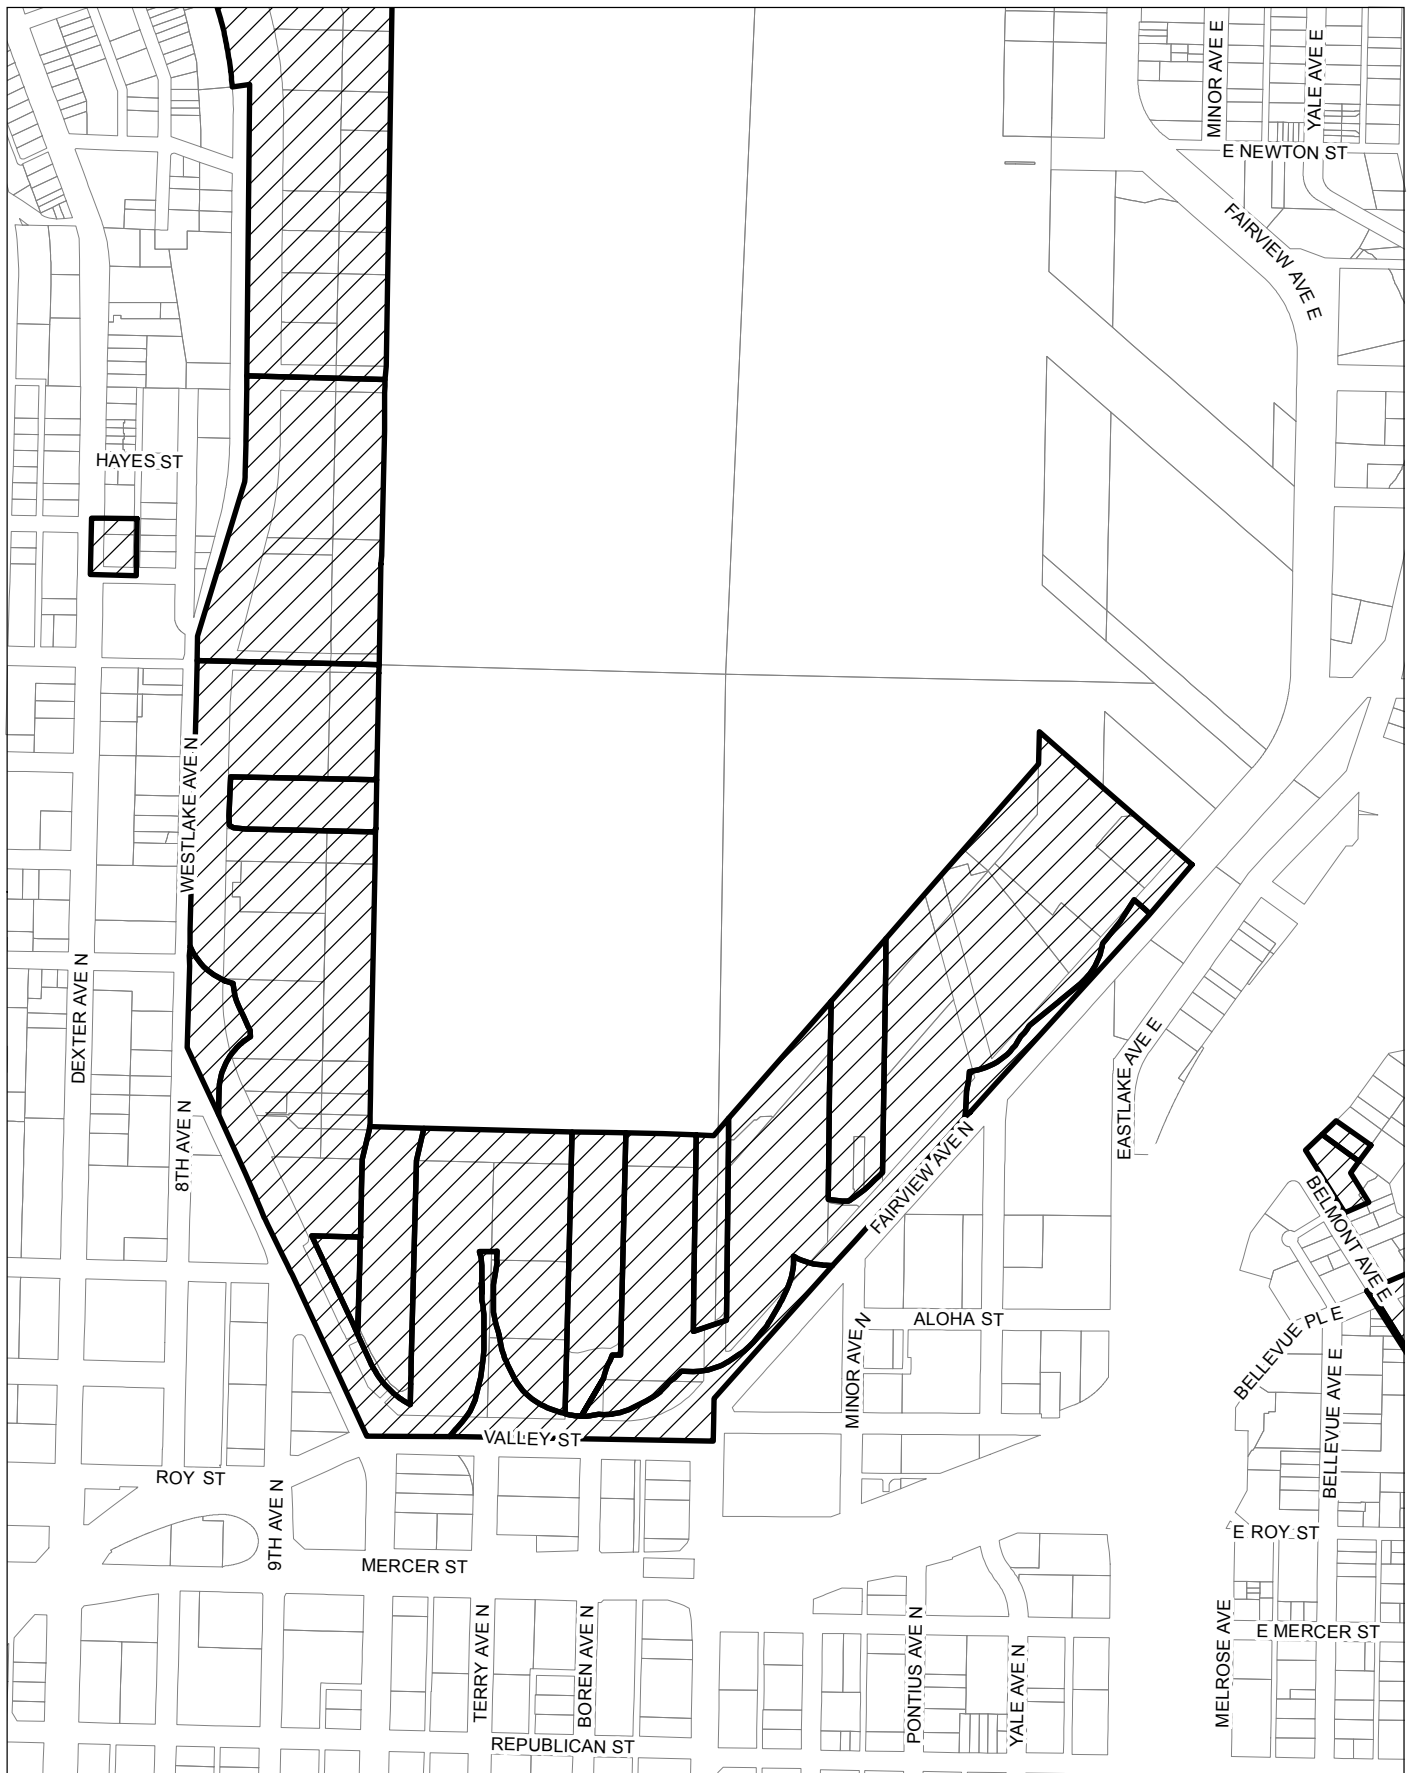 MINOR AVE E
YALE AVE E
E NEWTON ST
FAIRVIEW AVE E
HAYES ST
WESTLAKE AVE N
DEXTER AVE N
8TH AVE N
EASTLAKE AVE E
FAIRVIEW AVE N
BELMONT AVE E
ALOHA ST
BELLEVUE PL E
MINOR AVE N
BELLEVUE AVE E
VALLEY ST
ROY ST
9TH AVE N
E ROY ST
MERCER ST
TERRY AVE N
BOREN AVE N
PONTIUS AVE N
YALE AVE N
MELROSE AVE
E MERCER ST
REPUBLICAN ST